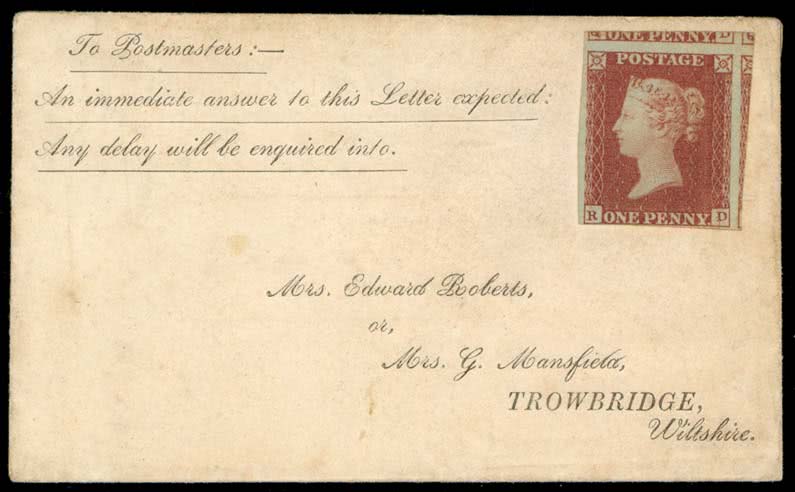 To Postmasters:—
An immediate answer to this Letter expected:
Any delay will be enquired into.
Q ONE PENNY. D
POSTAGE
R ONE PENNY. D
Mrs. Edward Roberts,
or,
Mrs. G. Mansfield,
TROWBRIDGE,
Wiltshire.